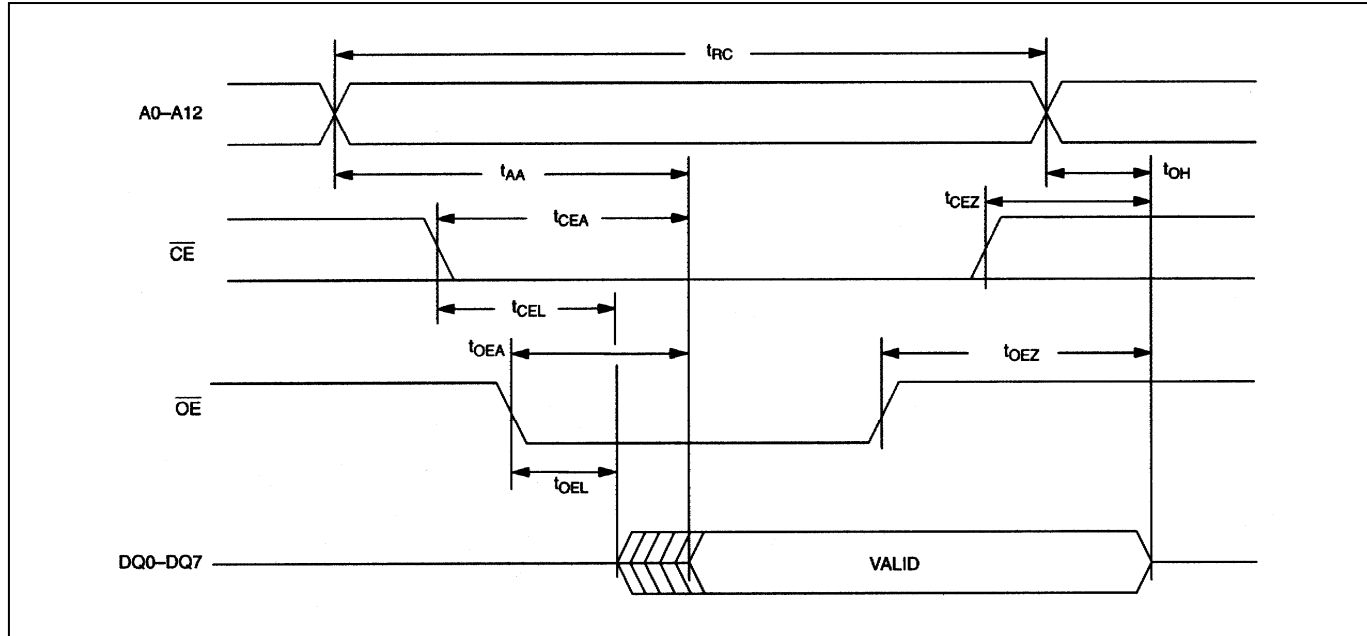 tRC
A0–A12
tAA
tOH
tCEZ
tCEA
CE
tCEL
tOEA
tOEZ
OE
tOEL
DQ0–DQ7
VALID